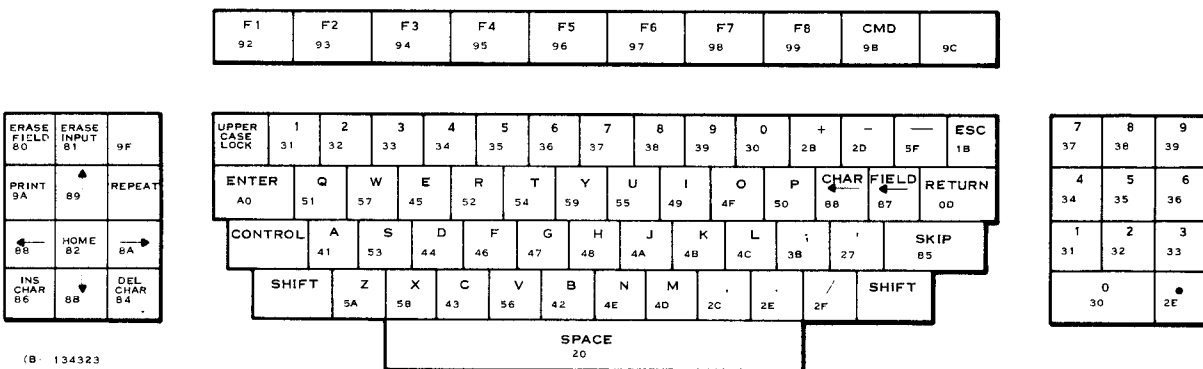 F1 F2 F3 F4 F5 F6 F7 F8 CMD
92 93 94 95 96 97 98 99 9B 9C
ERASE FIELD 80 ERASE INPUT 81 9F
PRINT 9A 89 REPEAT
88 HOME 82 8A
INS CHAR 86 8B DEL CHAR 84
UPPER CASE LOCK 1 2 3 4 5 6 7 8 9 0 + - — ESC
31 32 33 34 35 36 37 38 39 30 2B 2D 5F 1B
ENTER Q W E R T Y U I O P CHAR FIELD RETURN
A0 51 57 45 52 54 59 55 49 4F 50 88 87 0D
CONTROL A S D F G H J K L ; ' SKIP
41 53 44 46 47 48 4A 4B 4C 3B 27 85
SHIFT Z X C V B N M , . / SHIFT
5A 58 43 56 42 4E 4D 2C 2E 2F
SPACE
20
7 8 9
37 38 39
4 5 6
34 35 36
1 2 3
31 32 33
0 •
30 2E
(B- 134323